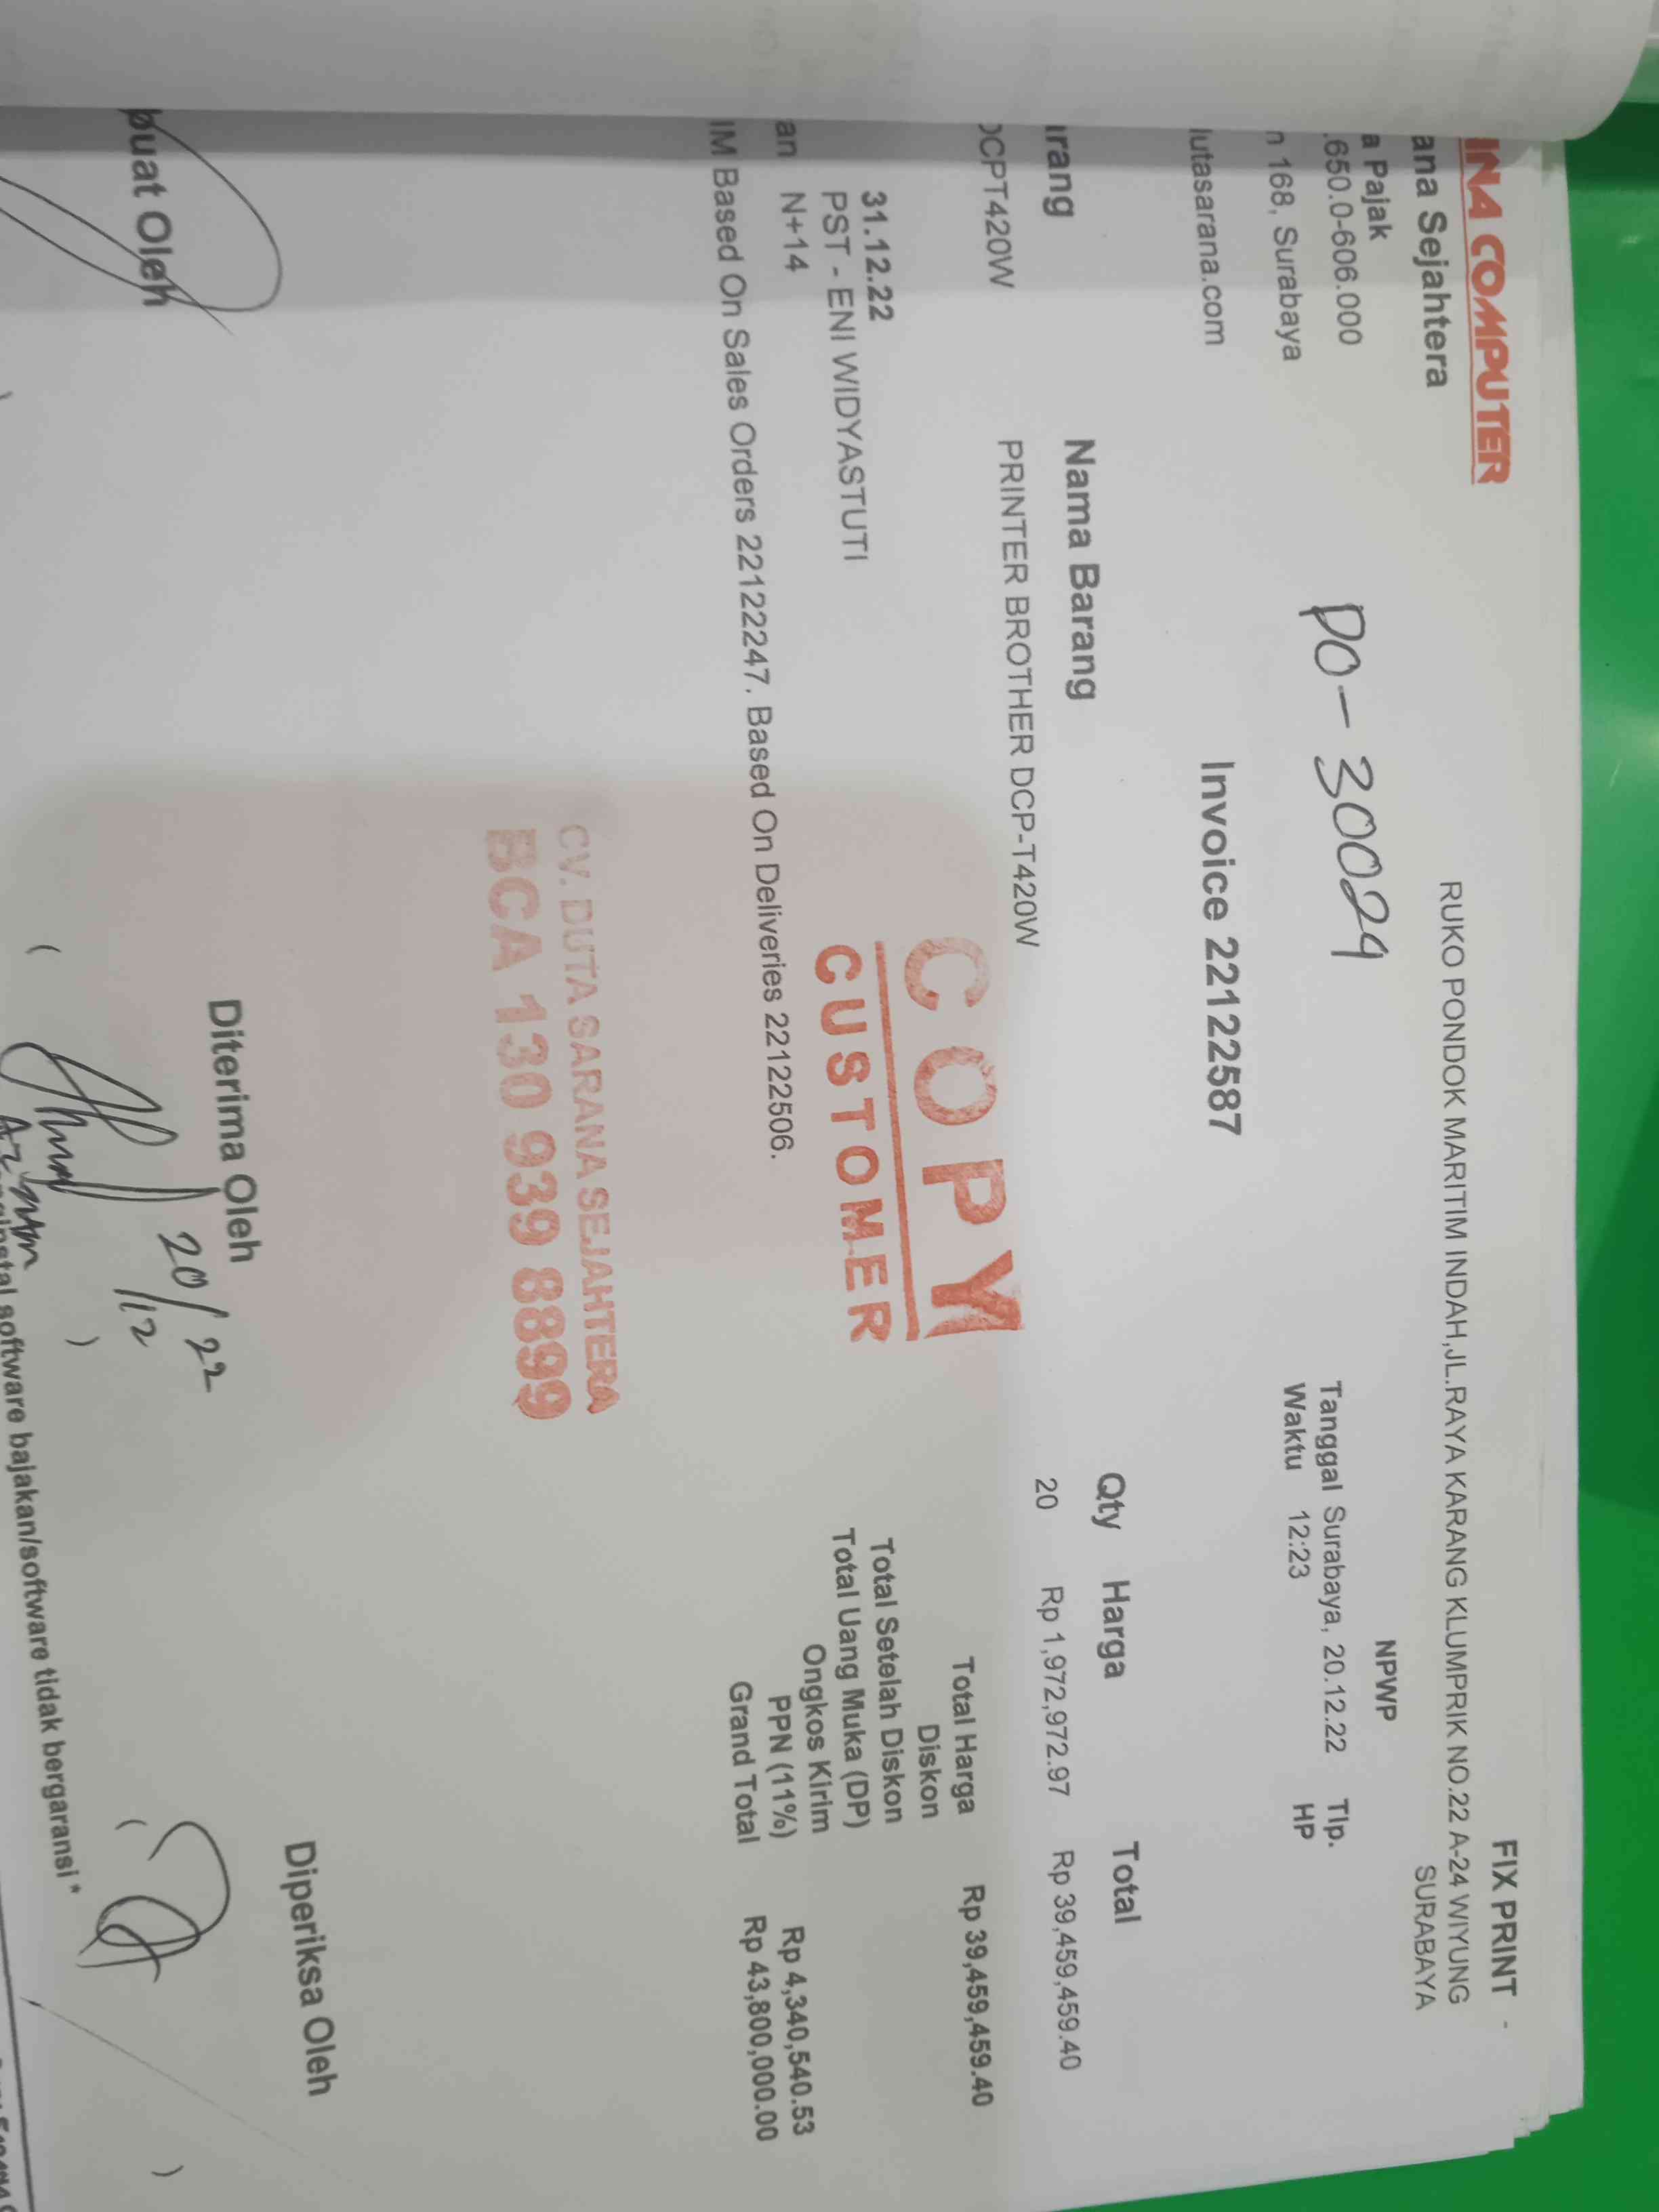 INA COMPUTER
ana Sejahtera
a Pajak
.650.0-606.000
n 168, Surabaya
lutasarana.com
FIX PRINT -
RUKO PONDOK MARITIM INDAH,JL.RAYA KARANG KLUMPRIK NO.22 A-24 WIYUNG
SURABAYA
NPWP
PO-30024
Tanggal Surabaya, 20.12.22 Tlp.
Waktu 12:23 HP
Invoice 22122587
arang Nama Barang Qty Harga Total
DCPT420W PRINTER BROTHER DCP-T420W 20 Rp 1,972,972.97 Rp 39,459,459.40
COPY
CUSTOMER
31.12.22
PST - ENI WIDYASTUTI
an N+14
IM Based On Sales Orders 22122247. Based On Deliveries 22122506.
Total Harga Rp 39,459,459.40
Diskon
Total Setelah Diskon
Total Uang Muka (DP)
Ongkos Kirim
PPN (11%) Rp 4,340,540.53
Grand Total Rp 43,800,000.00
CV. DUTA SARANA SEJAHTERA
BCA 130 939 8899
buat Oleh Diterima Oleh Diperiksa Oleh
20/12 22
software bajakan/software tidak bergaransi *